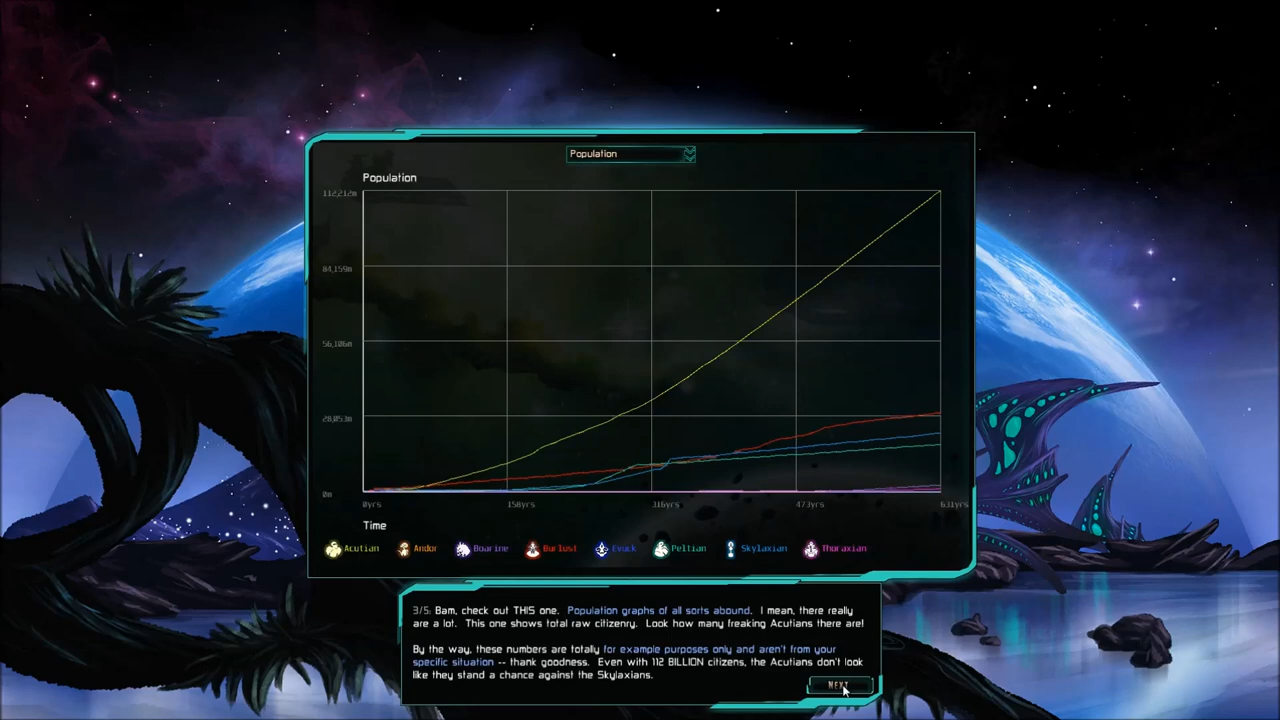 Population
Population
112,212m
84,159m
56,106m
28,053m
0m
0yrs 158yrs 316yrs 473yrs 631yrs
Time
Acutian Andor Boarine Burlust Evuck Peltian Skylaxian Thoraxian
3/5: Bam, check out THIS one. Population graphs of all sorts abound. I mean, there really
are a lot. This one shows total raw citizenry. Look how many freaking Acutians there are!
By the way, these numbers are totally for example purposes only and aren't from your
specific situation -- thank goodness. Even with 112 BILLION citizens, the Acutians don't look
like they stand a chance against the Skylaxians.
Next